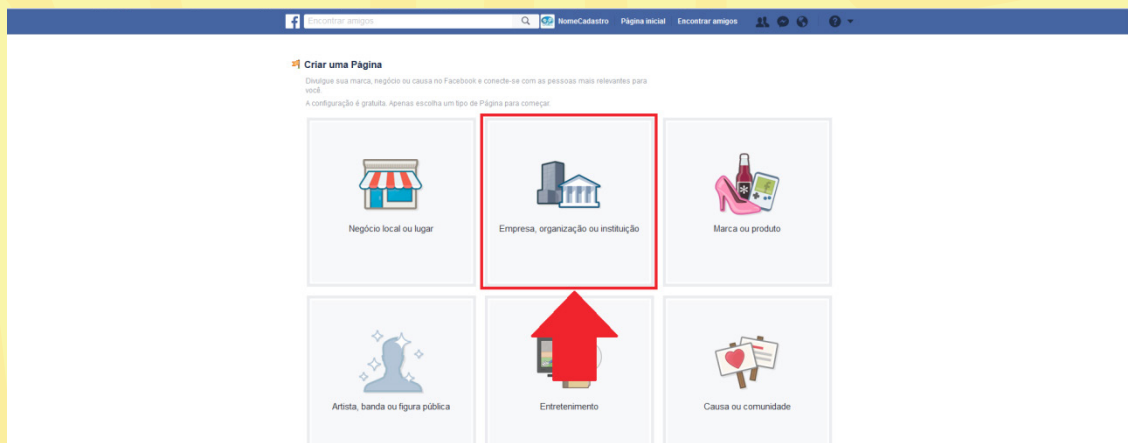 Encontrar amigos
NomeCadastro Página inicial Encontrar amigos
Criar uma Página
Divulgue sua marca, negócio ou causa no Facebook e conecte-se com as pessoas mais relevantes para
você.
A configuração é gratuita. Apenas escolha um tipo de Página para começar.
Negócio local ou lugar
Empresa, organização ou instituição
Marca ou produto
Artista, banda ou figura pública
Entretenimento
Causa ou comunidade